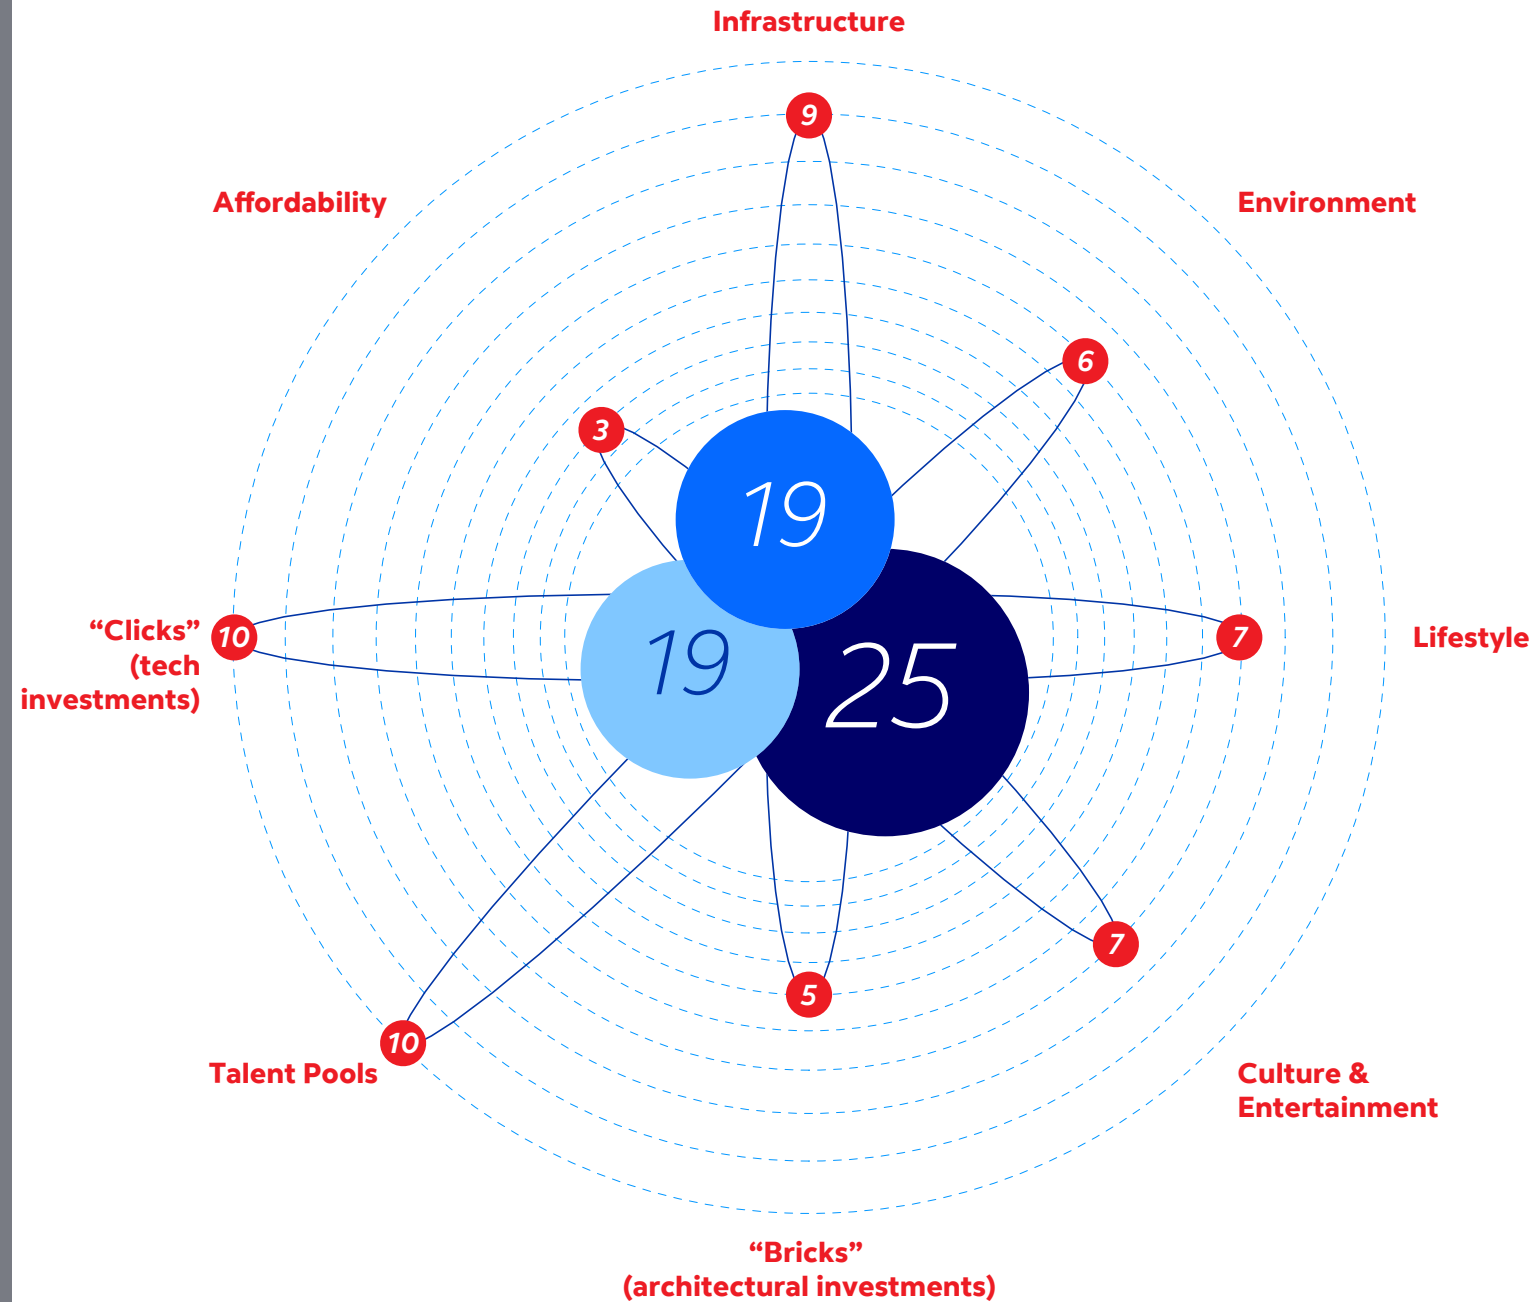 Infrastructure
9
Affordability
Environment
6
3
19
“Clicks”
(tech
investments)
10
19
25
7
Lifestyle
7
5
10
Talent Pools
Culture &
Entertainment
“Bricks”
(architectural investments)